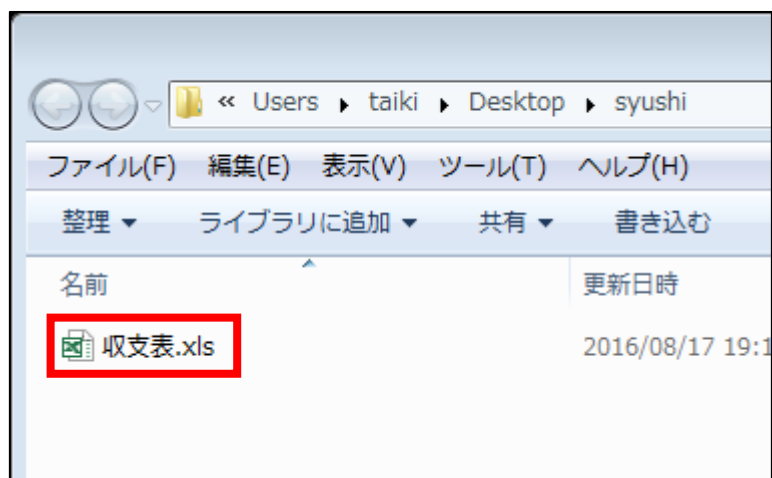 « Users ▸ taiki ▸ Desktop ▸ syushi
ファイル(F) 編集(E) 表示(V) ツール(T) ヘルプ(H)
整理 ▼ ライブラリに追加 ▼ 共有 ▼ 書き込む
名前 更新日時
収支表.xls 2016/08/17 19:1